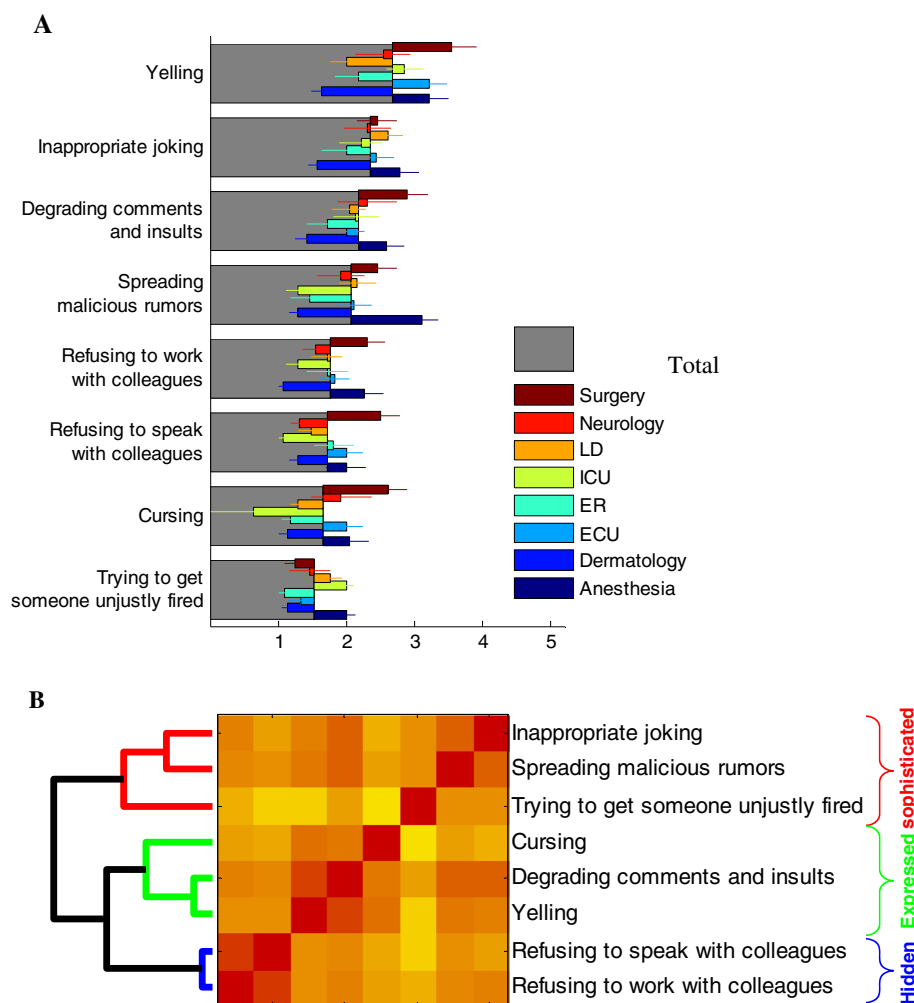 A
Yelling
Inappropriate joking
Degrading comments
and insults
Spreading
malicious rumors
Refusing to work
with colleagues
Refusing to speak
with colleagues
Cursing
Trying to get
someone unjustly fired
1 2 3 4 5
Total
Surgery
Neurology
LD
ICU
ER
ECU
Dermatology
Anesthesia
B
Inappropriate joking
Spreading malicious rumors
Trying to get someone unjustly fired
Cursing
Degrading comments and insults
Yelling
Refusing to speak with colleagues
Refusing to work with colleagues
sophisticated
Expressed
Hidden